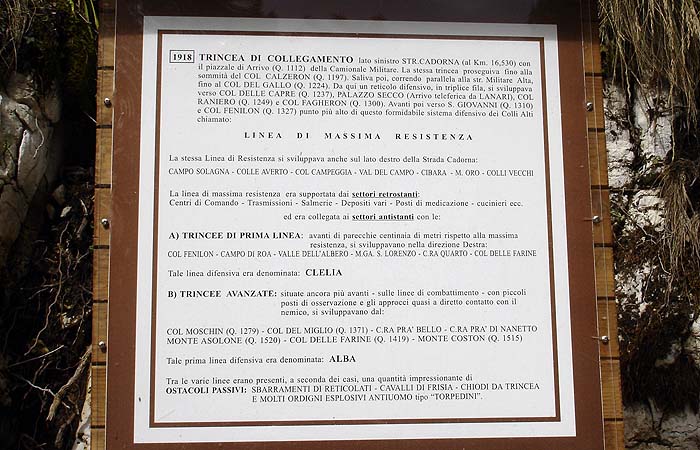 1918 TRINCEA DI COLLEGAMENTO lato sinistro STR.CADORNA (al Km. 16,530) con
il piazzale di Arrivo (Q. 1112) della Camionale Militare. La stessa trincea proseguiva fino alla
sommità del COL CALZERON (Q. 1197). Saliva poi, correndo parallela alla str. Militare Alta,
fino al COL DEL GALLO (Q. 1224). Da qui un reticolo difensivo, in triplice fila, si sviluppava
verso COL DELLE CAPRE (Q. 1237), PALAZZO SECCO (Arrivo teleferica da LANARI), COL
RANIERO (Q. 1249) e COL FAGHERON (Q. 1300). Avanti poi verso S. GIOVANNI (Q. 1310)
e COL FENILON (Q. 1327) punto più alto di questo formidabile sistema difensivo dei Colli Alti
chiamato:
LINEA DI MASSIMA RESISTENZA
La stessa Linea di Resistenza si sviluppava anche sul lato destro della Strada Cadorna:
CAMPO SOLAGNA - COLLE AVERTO - COL CAMPEGGIA - VAL DEL CAMPO - CIBARA - M. ORO - COLLI VECCHI
La linea di massima resistenza era supportata dai settori retrostanti:
Centri di Comando - Trasmissioni - Salmerie - Depositi vari - Posti di medicazione - cucinieri ecc.
ed era collegata ai settori antistanti con le:
A) TRINCEE DI PRIMA LINEA: avanti di parecchie centinaia di metri rispetto alla massima
resistenza, si sviluppavano nella direzione Destra:
COL FENILON - CAMPO DI ROA - VALLE DELL'ALBERO - M.GA. S. LORENZO - C.RA QUARTO - COL DELLE FARINE
Tale linea difensiva era denominata: CLELIA
B) TRINCEE AVANZATE: situate ancora più avanti - sulle linee di combattimento - con piccoli
posti di osservazione e gli approcci quasi a diretto contatto con il
nemico, si sviluppavano dal:
COL MOSCHIN (Q. 1279) - COL DEL MIGLIO (Q. 1371) - C.RA PRA' BELLO - C.RA PRA' DI NANETTO
MONTE ASOLONE (Q. 1520) - COL DELLE FARINE (Q. 1419) - MONTE COSTON (Q. 1515)
Tale prima linea difensiva era denominata: ALBA
Tra le varie linee erano presenti, a seconda dei casi, una quantità impressionante di
OSTACOLI PASSIVI: SBARRAMENTI DI RETICOLATI - CAVALLI DI FRISIA - CHIODI DA TRINCEA
E MOLTI ORDIGNI ESPLOSIVI ANTIUOMO tipo "TORPEDINI".